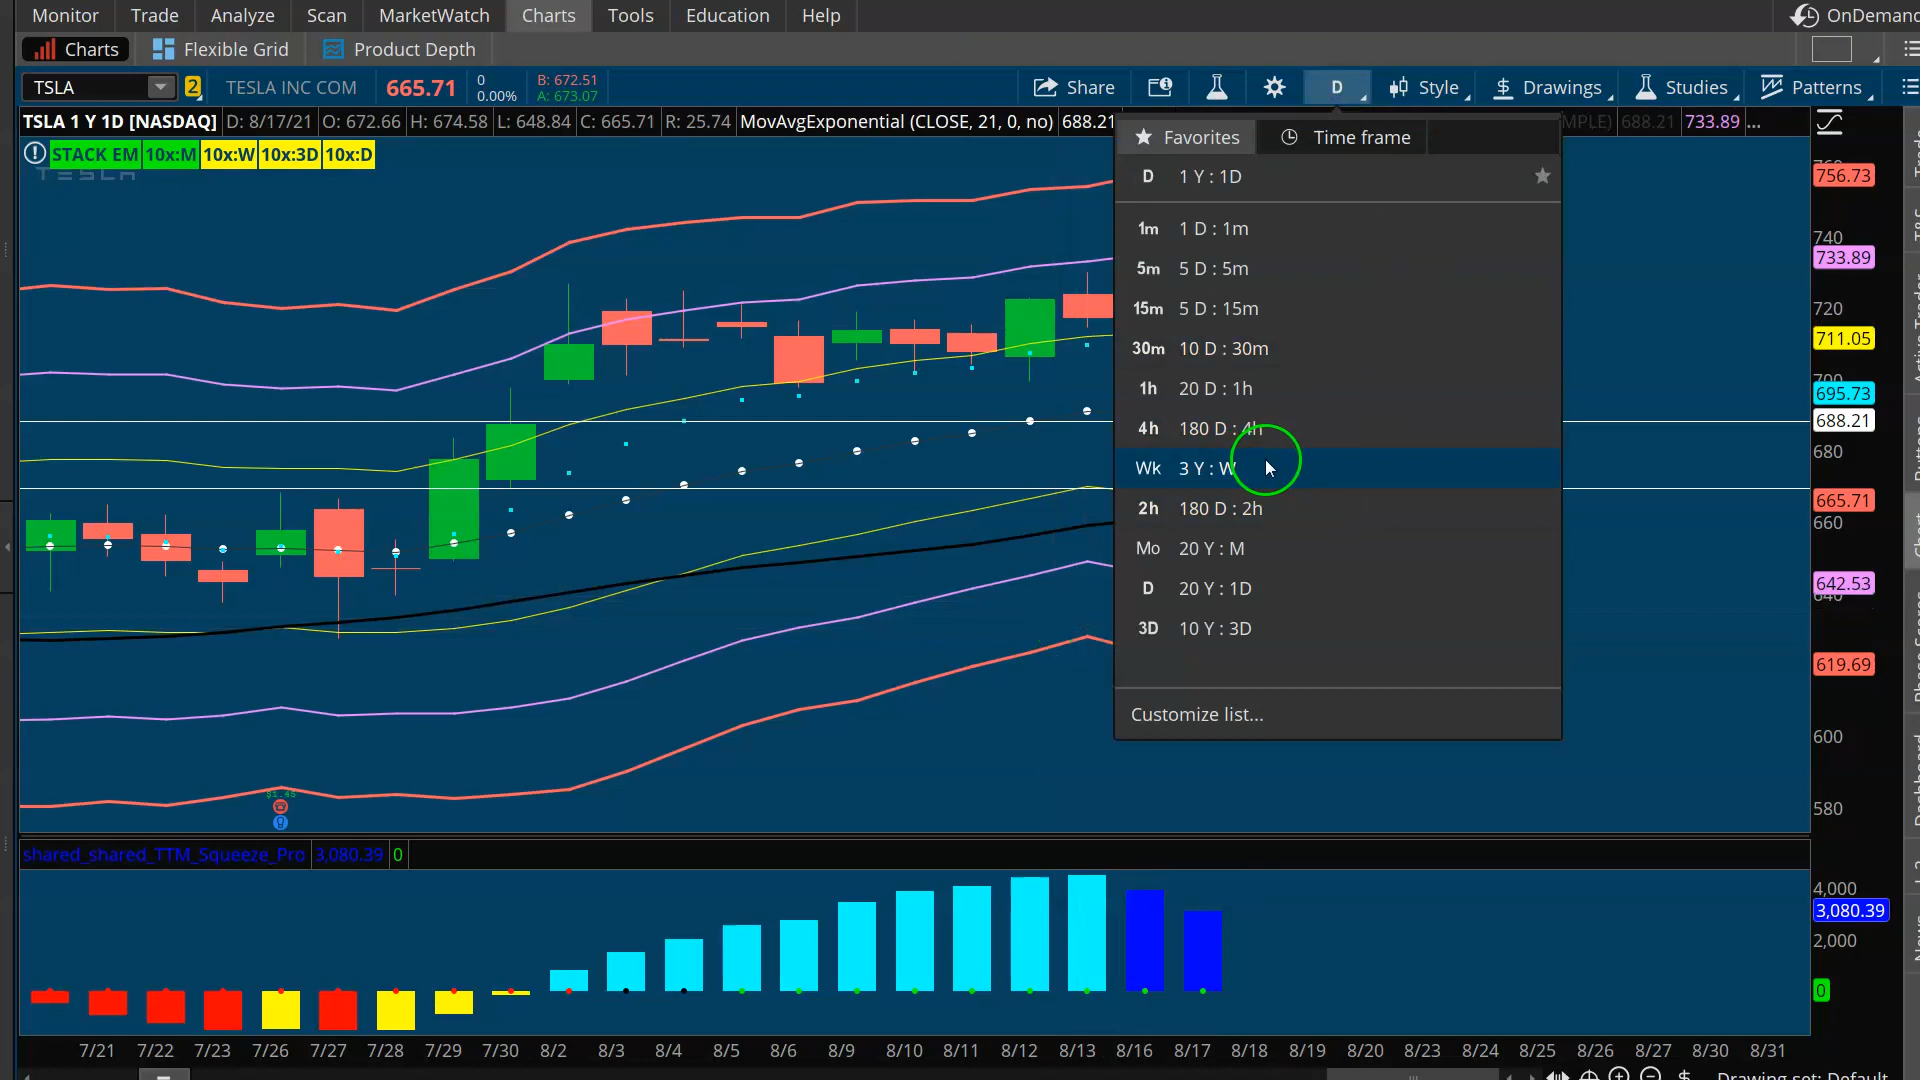 Monitor Trade Analyze Scan MarketWatch Charts Tools Education Help OnDemand
Charts Flexible Grid Product Depth
TSLA 2 TESLA INC COM 665.71 0 0.00% B: 672.51 A: 673.07 Share D Style Drawings Studies Patterns
TSLA 1 Y 1D [NASDAQ] D: 8/17/21 O: 672.66 H: 674.58 L: 648.84 C: 665.71 R: 25.74 MovAvgExponential (CLOSE, 21, 0, no) 688.21 688.21 733.89 ...
STACK EM 10x:M 10x:W 10x:3D 10x:D
TESLA
Favorites Time frame
D 1 Y : 1D
1m 1 D : 1m
5m 5 D : 5m
15m 5 D : 15m
30m 10 D : 30m
1h 20 D : 1h
4h 180 D : 4h
Wk 3 Y : W
2h 180 D : 2h
Mo 20 Y : M
D 20 Y : 1D
3D 10 Y : 3D
Customize list...
756.73
740
733.89
720
711.05
700
695.73
688.21
680
665.71
660
642.53
640
619.69
600
580
$1.45
shared_shared_TTM_Squeeze_Pro 3,080.39 0
4,000
3,080.39
2,000
0
7/21 7/22 7/23 7/26 7/27 7/28 7/29 7/30 8/2 8/3 8/4 8/5 8/6 8/9 8/10 8/11 8/12 8/13 8/16 8/17 8/18 8/19 8/20 8/23 8/24 8/25 8/26 8/27 8/30 8/31
Drawing set: Default